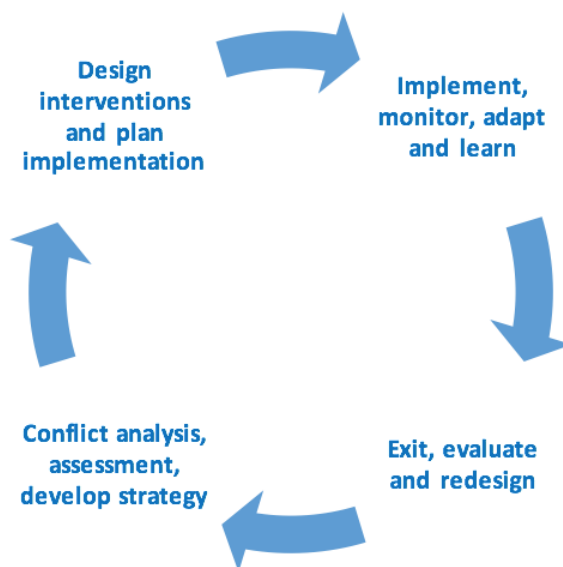 Design
interventions
and plan
implementation
Implement,
monitor, adapt
and learn
Exit, evaluate
and redesign
Conflict analysis,
assessment,
develop strategy